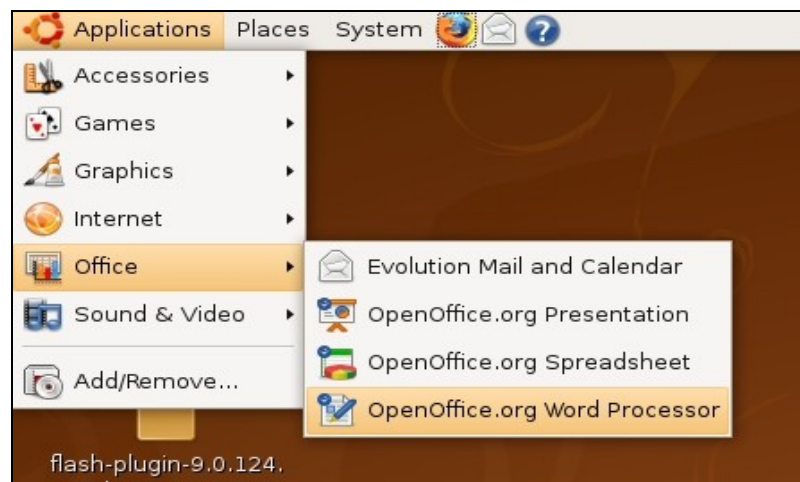 Applications Places System
Accessories
Games
Graphics
Internet
Office
Sound & Video
Add/Remove...
Evolution Mail and Calendar
OpenOffice.org Presentation
OpenOffice.org Spreadsheet
OpenOffice.org Word Processor
flash-plugin-9.0.124.